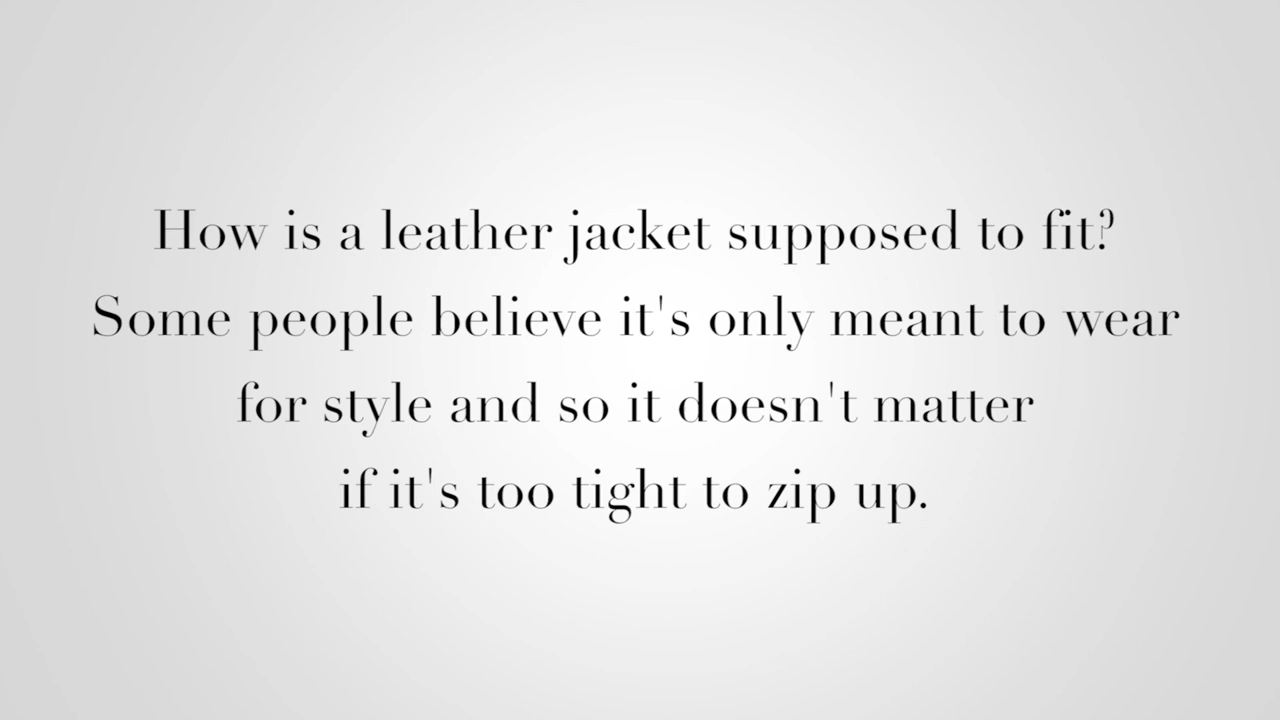 How is a leather jacket supposed to fit?
Some people believe it's only meant to wear
for style and so it doesn't matter
if it's too tight to zip up.